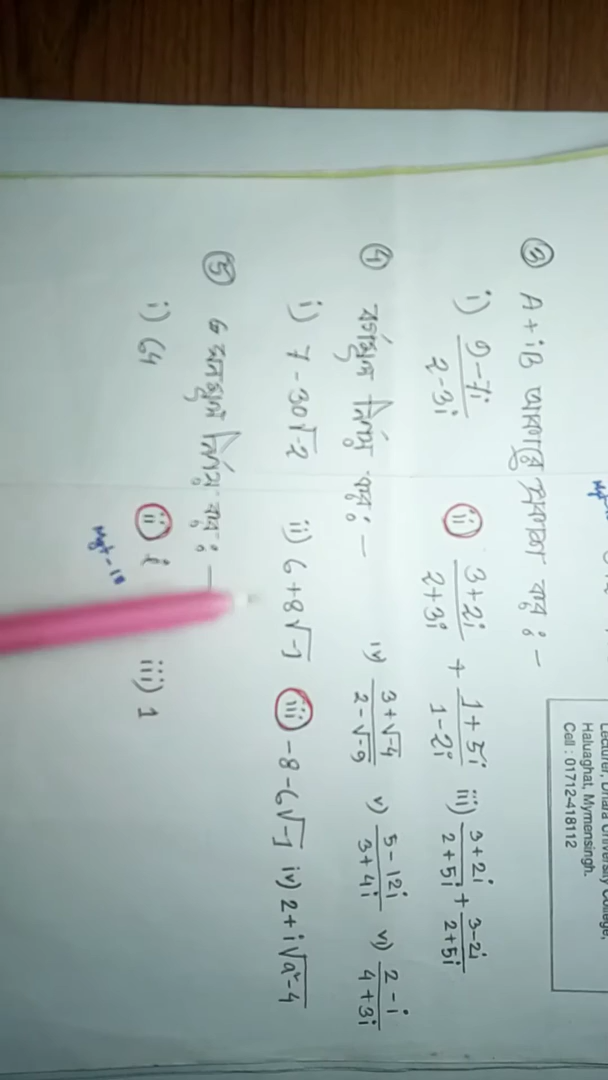 Lecturer, Dhara University College,
Haluaghat, Mymensingh.
Cell : 01712-418112
③ A+iB আকারে প্রকাশ কর :-
i) 9-7i / 2-3i ii) 3+2i / 2+3i + 1+5i / 1-2i iii) 3+2i / 2+5i + 3-2i / 2+5i
iv) 3+√-4 / 2-√-9 v) 5-12i / 3+4i vi) 2-i / 4+3i
④ বর্গমূল নির্ণয় কর :-
i) 7-30√-2 ii) 6+8√-1 iii) -8-6√-1 iv) 2+i√a²-4
⑤ ঘনমূল নির্ণয় কর :-
i) 64 ii) i iii) 1